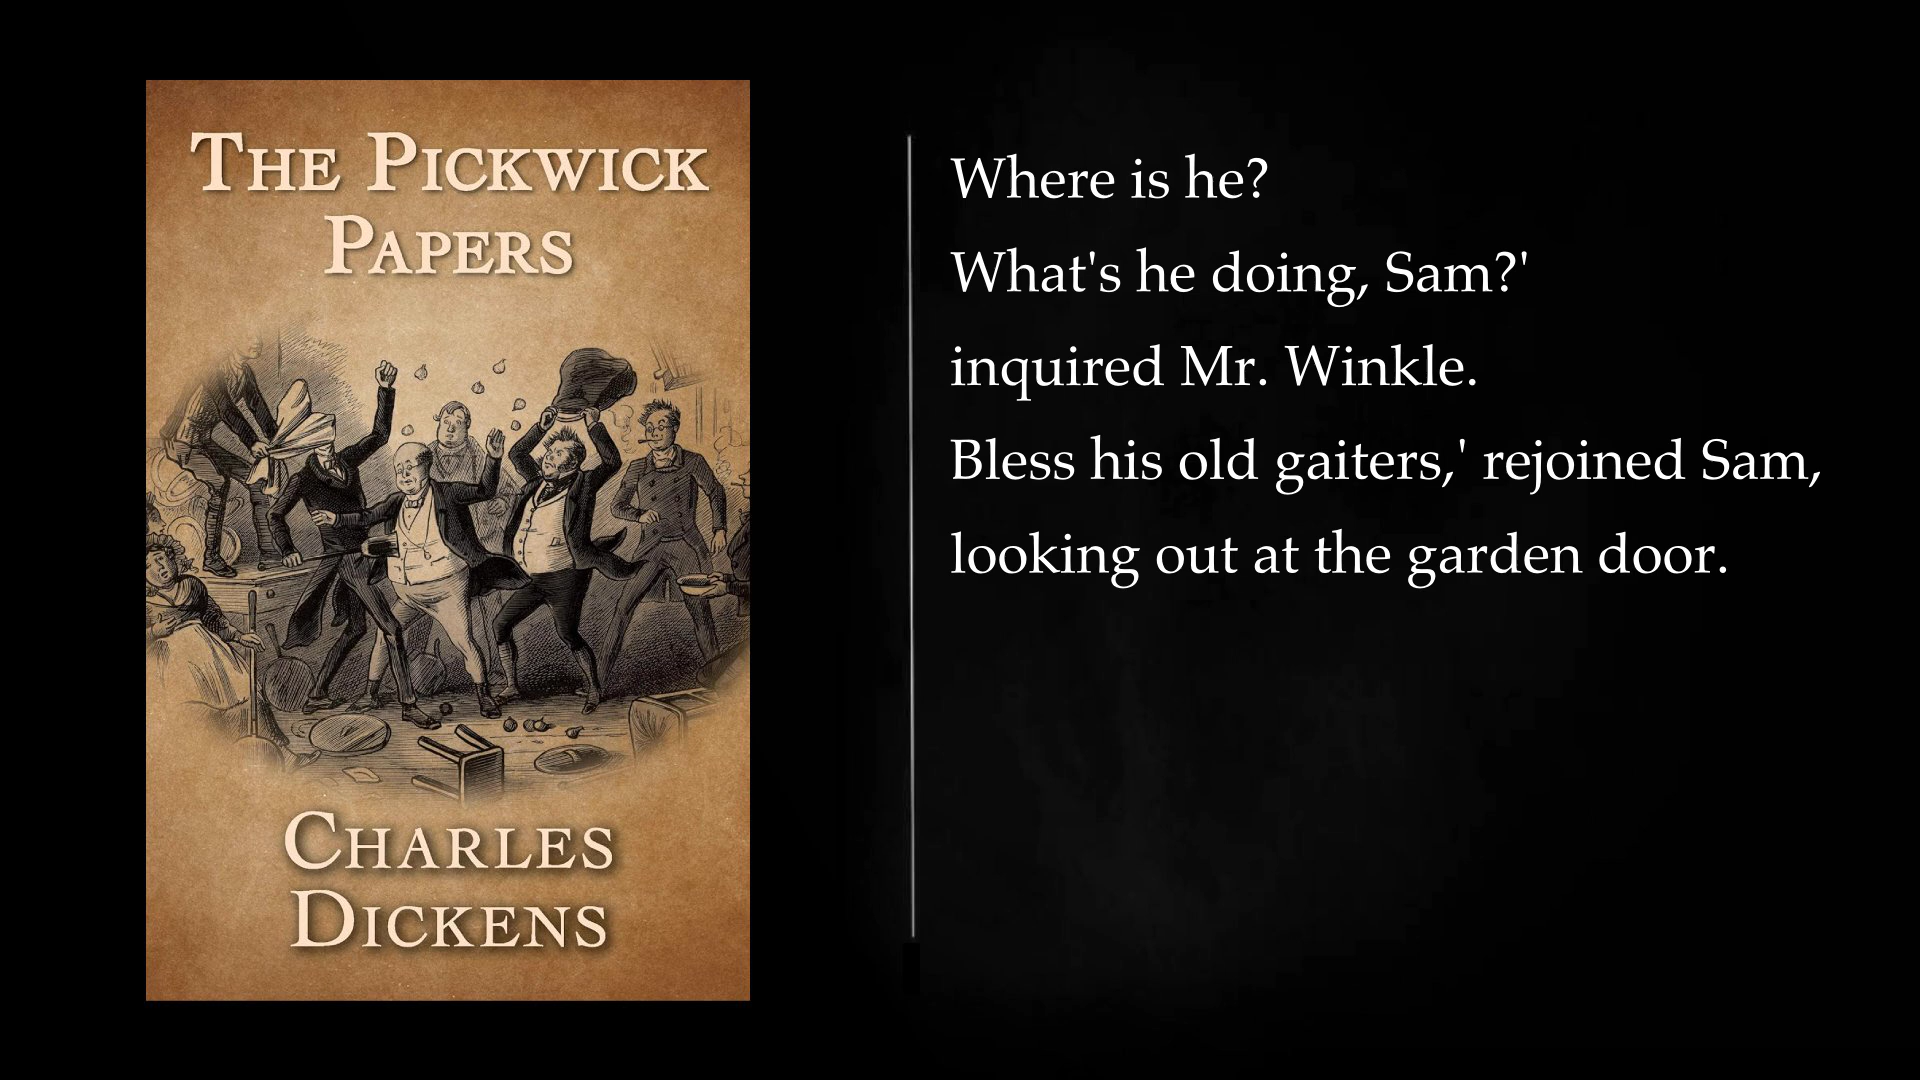 THE PICKWICK
PAPERS
CHARLES
DICKENS
Where is he?
What's he doing, Sam?'
inquired Mr. Winkle.
Bless his old gaiters,' rejoined Sam,
looking out at the garden door.